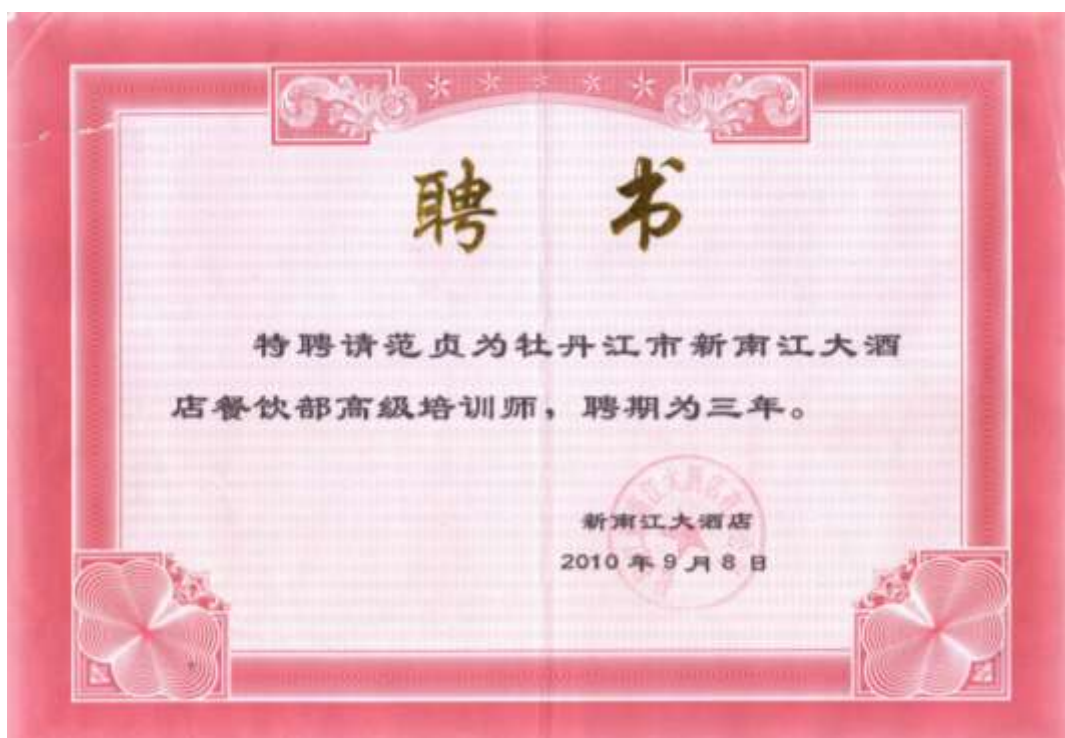 聘 书
特聘请范贞为牡丹江市新南江大酒
店餐饮部高级培训师，聘期为三年。
新南江大酒店
2010年9月8日